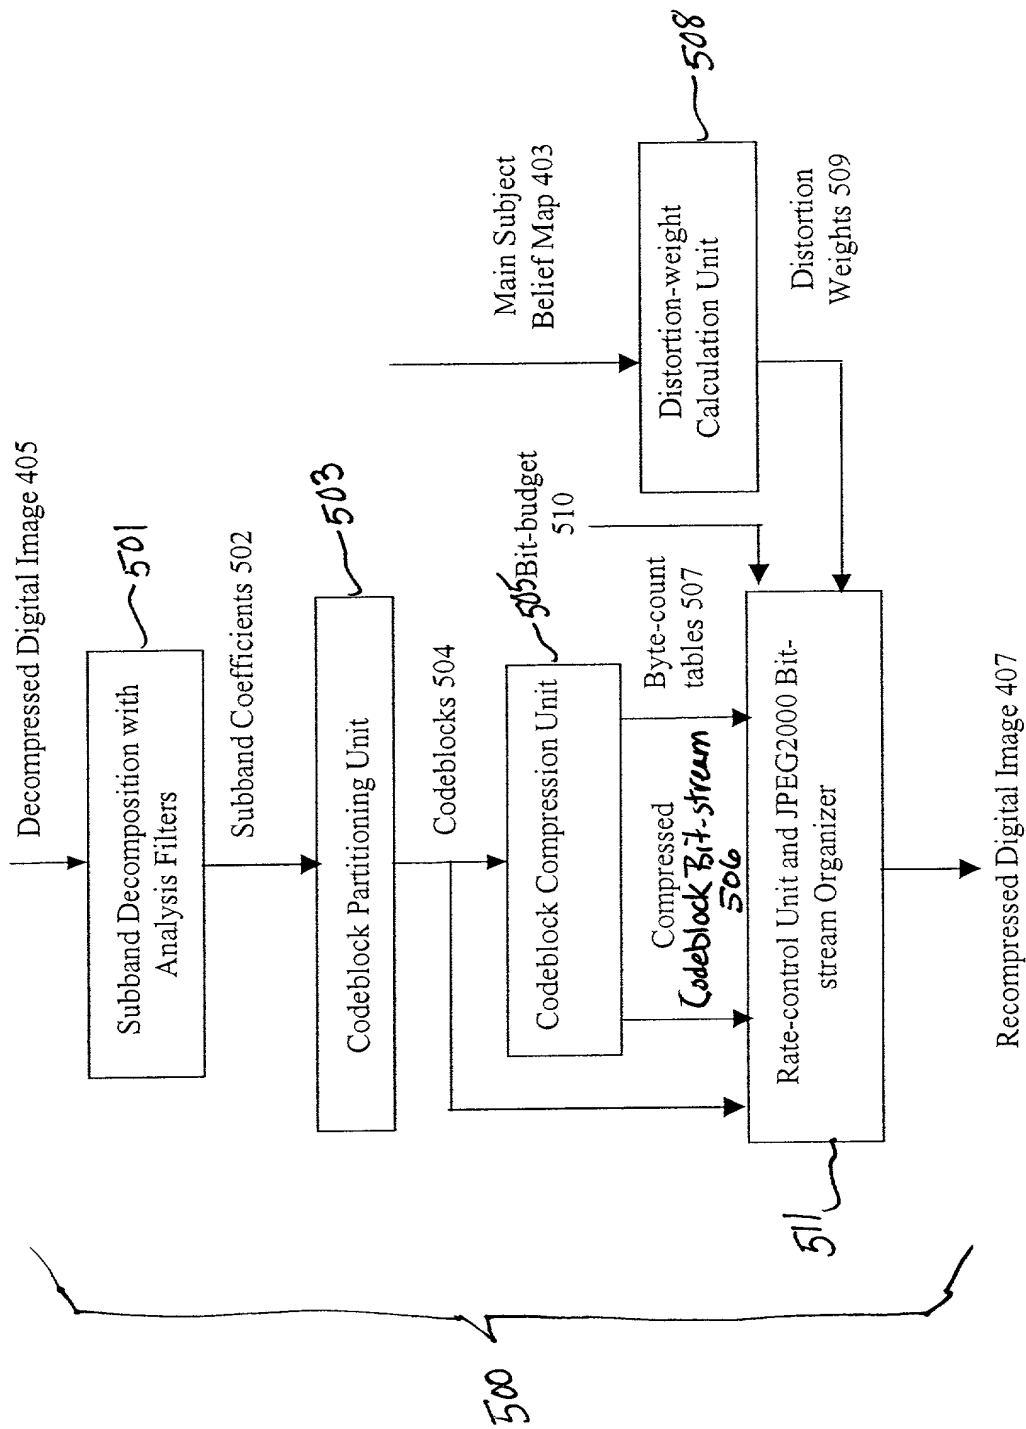 Decompressed Digital Image 405
501
Subband Decomposition with
Analysis Filters
Subband Coefficients 502
503
Codeblock Partitioning Unit
Codeblocks 504
505
Codeblock Compression Unit
Bit-budget
510
Main Subject
Belief Map 403
508
Distortion-weight
Calculation Unit
Distortion
Weights 509
Compressed
Codeblock Bit-stream
506
Byte-count
tables 507
Rate-control Unit and JPEG2000 Bit-
stream Organizer
511
Recompressed Digital Image 407
500